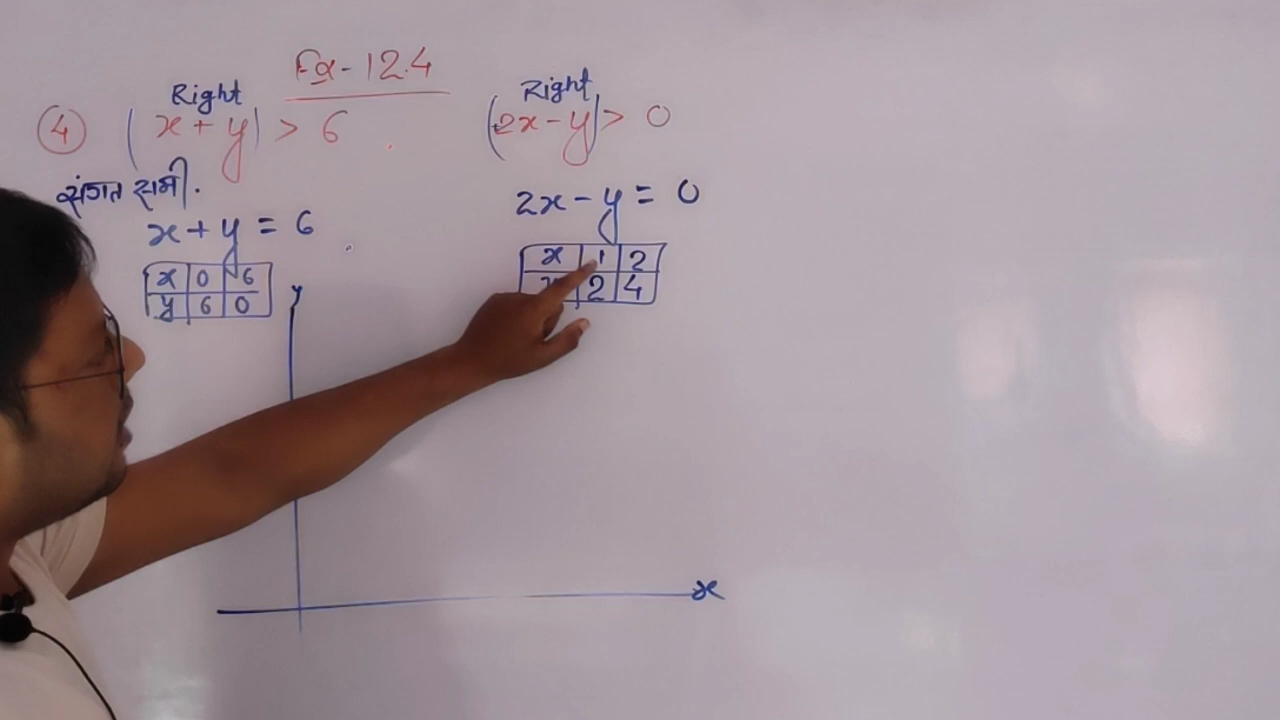 Ex-12.4
Right Right
④ (x + y) > 6 (2x - y) > 0
संगत समी.
x + y = 6 2x - y = 0
x 0 6 x 1 2
y 6 0 2 4
y
x